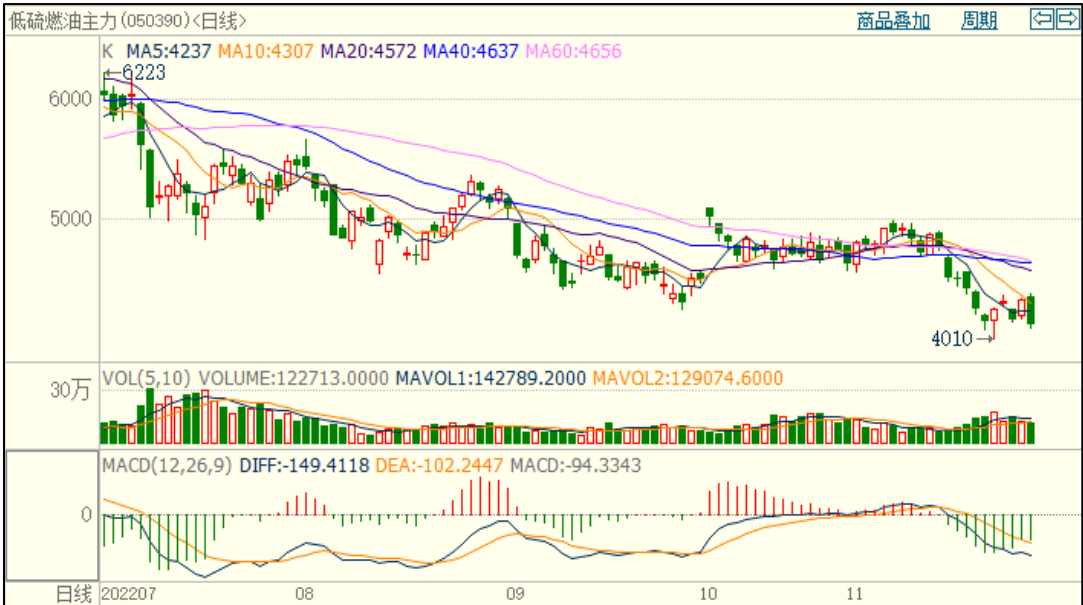 低硫燃油主力(050390)<日线> 商品叠加 周期
K MA5:4237 MA10:4307 MA20:4572 MA40:4637 MA60:4656
6223
6000
5000
4010
VOL(5,10) VOLUME:122713.0000 MAVOL1:142789.2000 MAVOL2:129074.6000
30万
MACD(12,26,9) DIFF:-149.4118 DEA:-102.2447 MACD:-94.3343
0
日线 202207 08 09 10 11